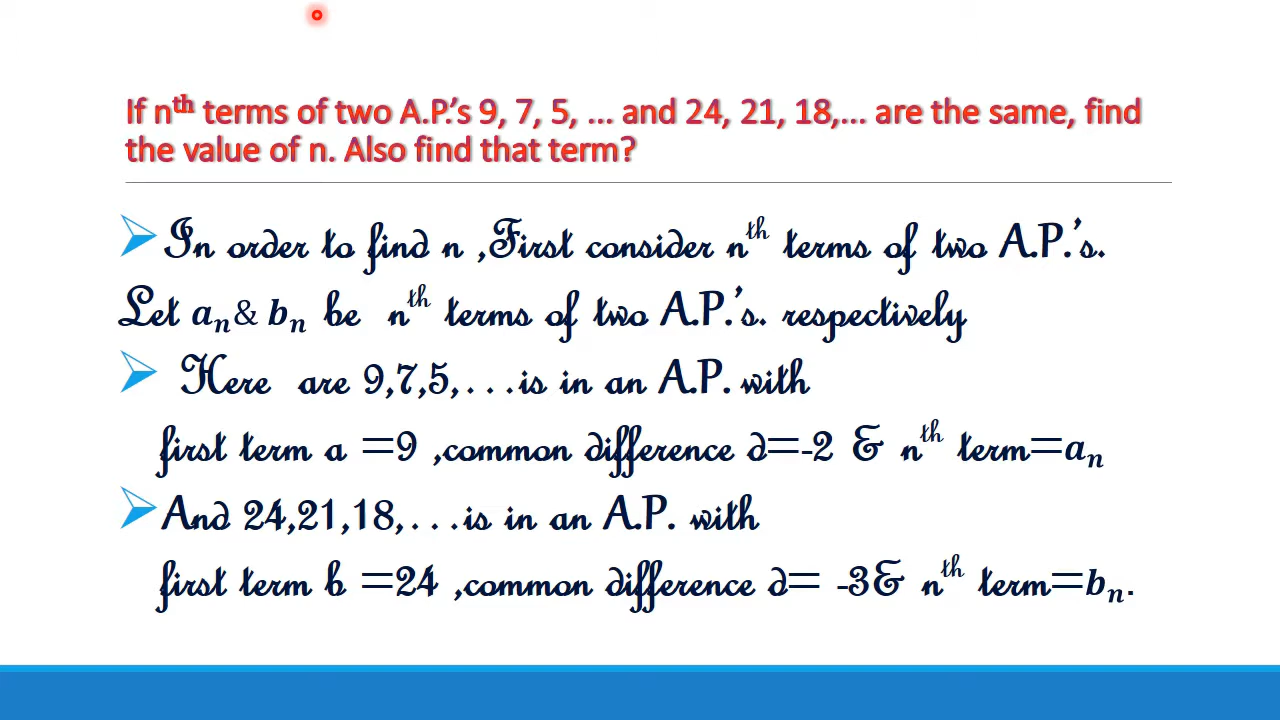 If nᵗʰ terms of two A.P.'s 9, 7, 5, ... and 24, 21, 18,... are the same, find
the value of n. Also find that term?
➢In order to find n ,First consider nᵗʰ terms of two A.P.'s.
Let aₙ& bₙ be nᵗʰ terms of two A.P.'s. respectively
➢ Here are 9,7,5,...is in an A.P. with
first term a =9 ,common difference d=-2 & nᵗʰ term=aₙ
➢And 24,21,18,...is in an A.P. with
first term b =24 ,common difference d= -3& nᵗʰ term=bₙ.